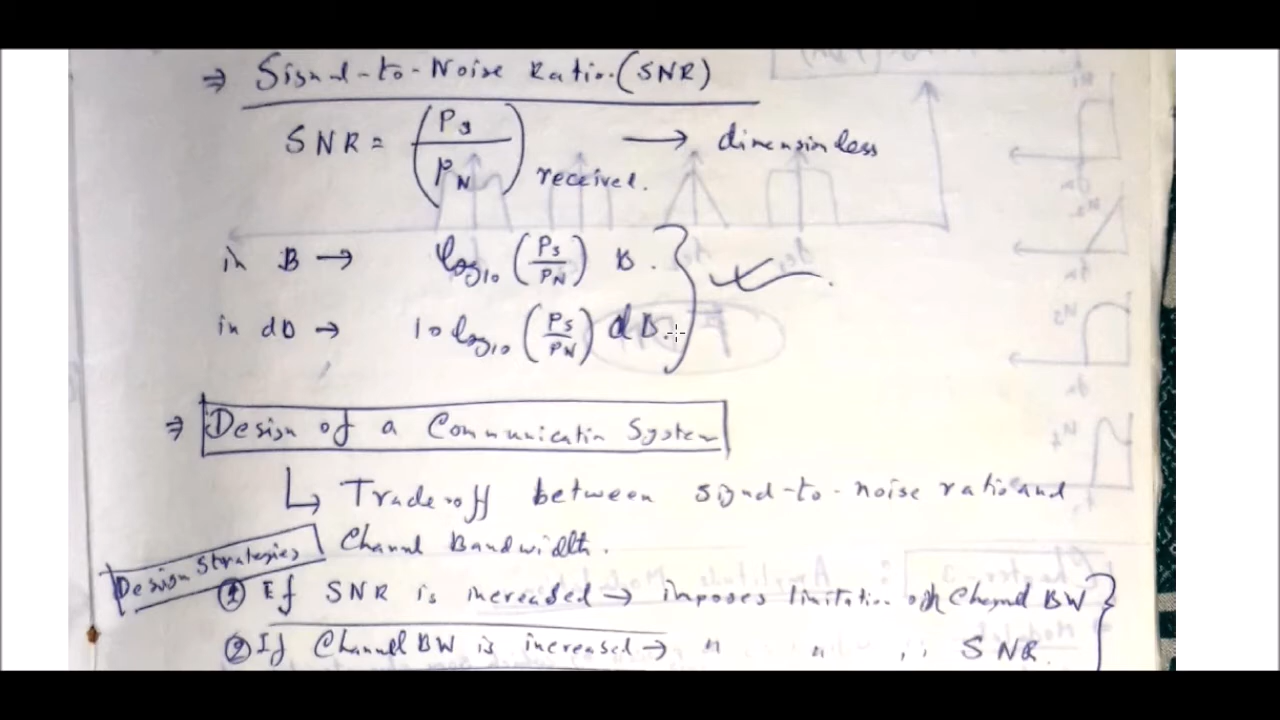 ⇒ Signal-to-Noise Ratio. (SNR)
SNR = (PS / PN) received. → dimensionless
in B → log10 (PS / PN) B.
in dB → 10 log10 (PS / PN) dB.
⇒ Design of a Communicatin System
↳ Trade-off between signal-to-noise ratio and
Channel Bandwidth.
Design Strategies
① If SNR is increased → imposes limitation on Channel BW
② If Channel BW is increased → " " " SNR.